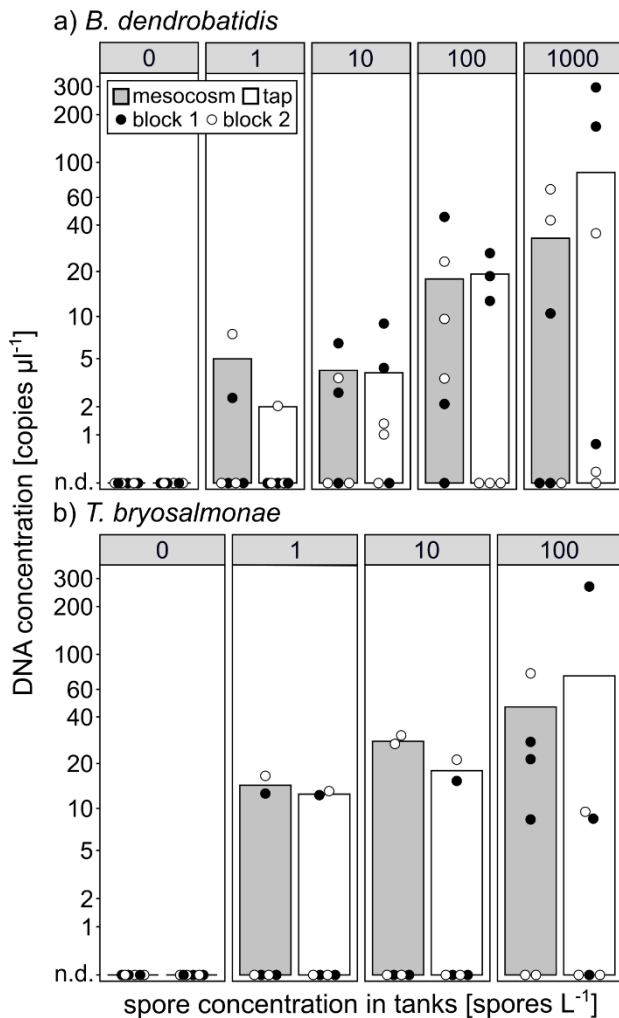 a) B. dendrobatidis
0 1 10 100 1000
mesocosm tap
block 1 block 2
300
200
100
60
40
20
10
5
2
1
n.d.
b) T. bryosalmonae
0 1 10 100
300
200
100
60
40
20
10
5
2
1
n.d.
DNA concentration [copies µl⁻¹]
spore concentration in tanks [spores L⁻¹]